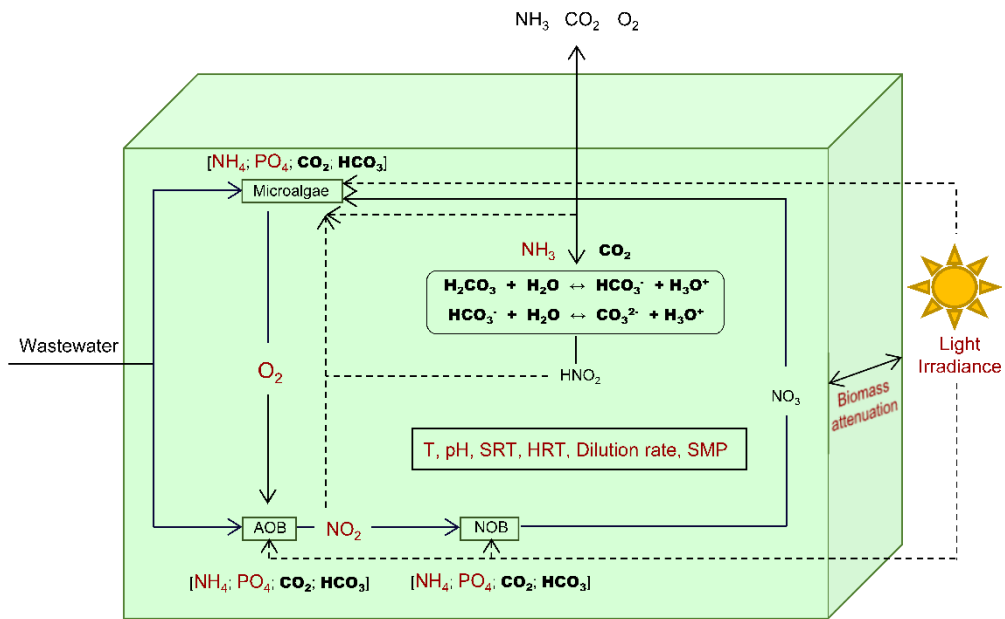 NH₃ CO₂ O₂
[NH₄; PO₄; CO₂; HCO₃]
Microalgae
NH₃ CO₂
H₂CO₃ + H₂O ↔ HCO₃⁻ + H₃O⁺
HCO₃⁻ + H₂O ↔ CO₃²⁻ + H₃O⁺
Wastewater
O₂
HNO₂
NO₃
Light
Irradiance
Biomass
attenuation
T, pH, SRT, HRT, Dilution rate, SMP
AOB NO₂ NOB
[NH₄; PO₄; CO₂; HCO₃] [NH₄; PO₄; CO₂; HCO₃]